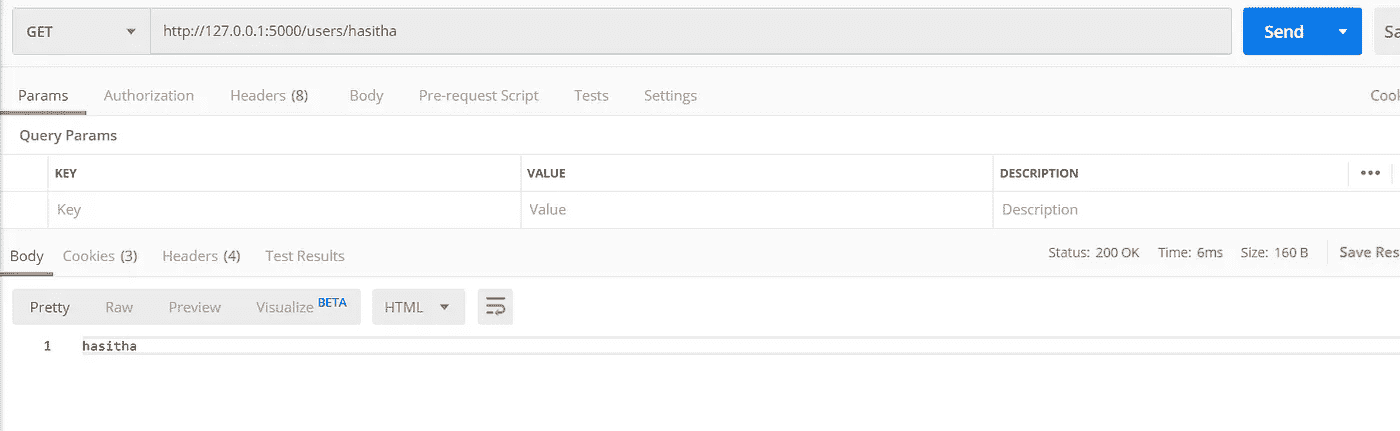 GET http://127.0.0.1:5000/users/hasitha Send Sa
Params Authorization Headers (8) Body Pre-request Script Tests Settings Cook
Query Params
KEY VALUE DESCRIPTION
Key Value Description
Body Cookies (3) Headers (4) Test Results Status: 200 OK Time: 6ms Size: 160 B Save Res
Pretty Raw Preview Visualize BETA HTML
1 hasitha